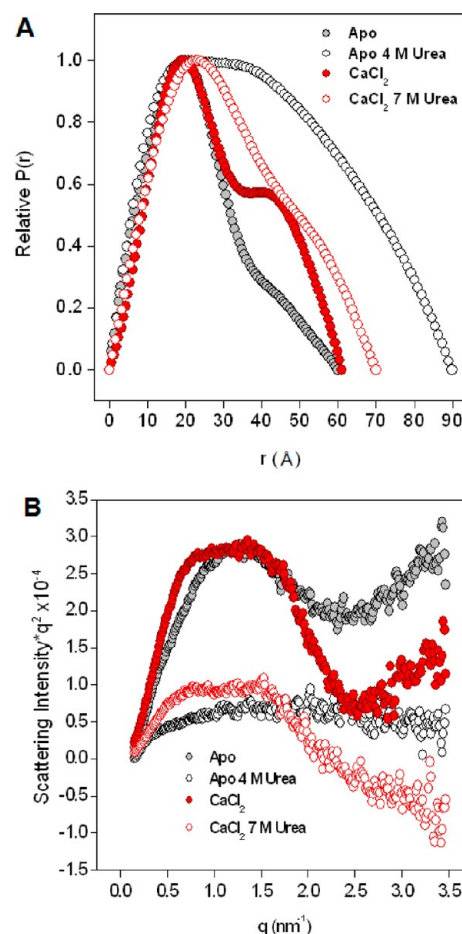 A
Relative P(r)
1.0
0.8
0.6
0.4
0.2
0.0
Apo
Apo 4 M Urea
CaCl₂
CaCl₂ 7 M Urea
0 10 20 30 40 50 60 70 80 90
r (Å)
B
Scattering Intensity*q² x10⁻⁴
3.5
3.0
2.5
2.0
1.5
1.0
0.5
0.0
-0.5
-1.0
-1.5
Apo
Apo 4 M Urea
CaCl₂
CaCl₂ 7 M Urea
0.0 0.5 1.0 1.5 2.0 2.5 3.0 3.5
q (nm⁻¹)